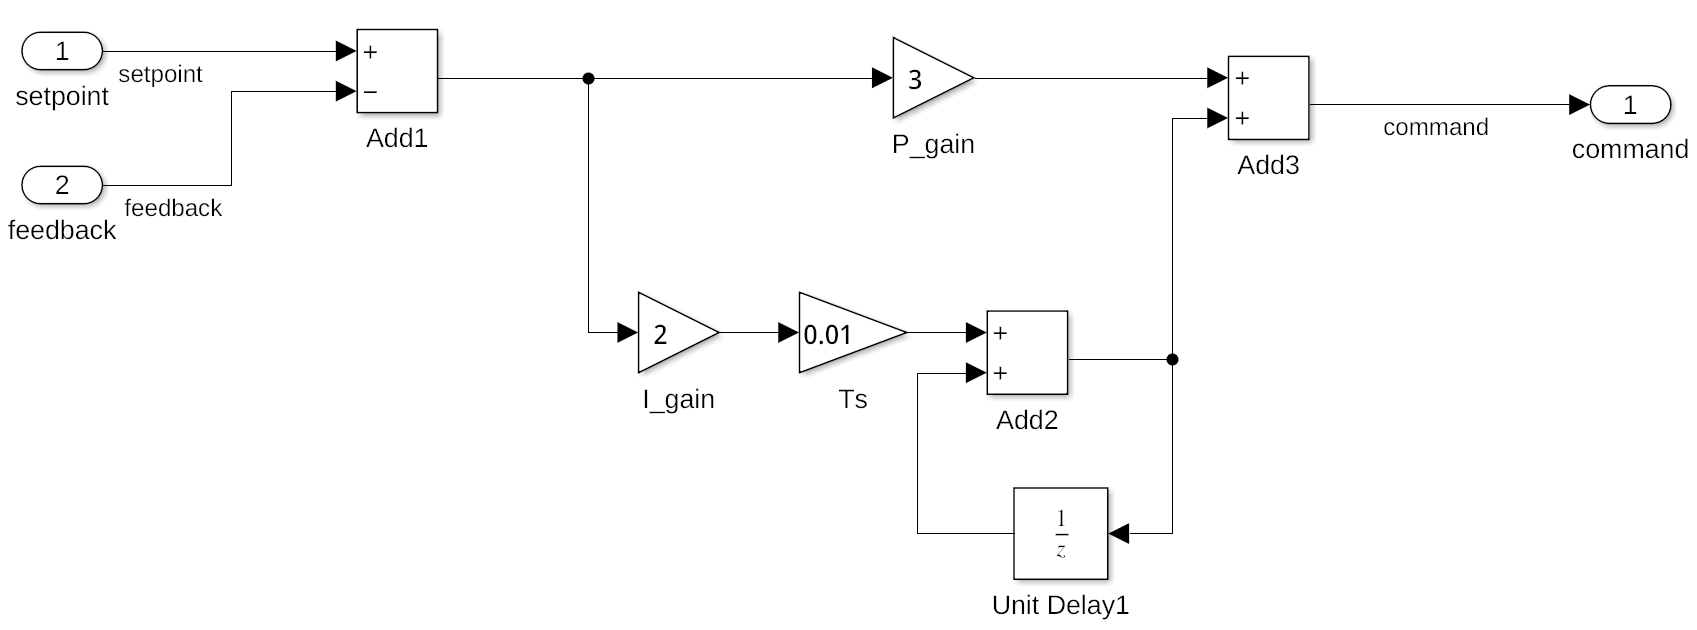 1
setpoint
setpoint
2
feedback
feedback
+
−
Add1
3
P_gain
+
+
Add3
command
1
command
2
I_gain
0.01
Ts
+
+
Add2
1
z
Unit Delay1